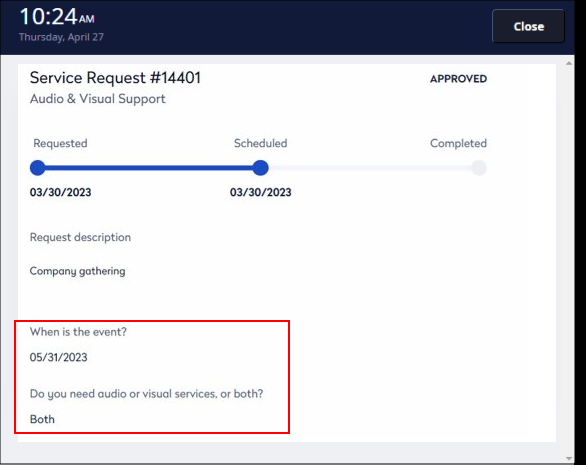 10:24AM
Thursday, April 27
Close
Service Request #14401
APPROVED
Audio & Visual Support
Requested
Scheduled
Completed
03/30/2023
03/30/2023
Request description
Company gathering
When is the event?
05/31/2023
Do you need audio or visual services, or both?
Both